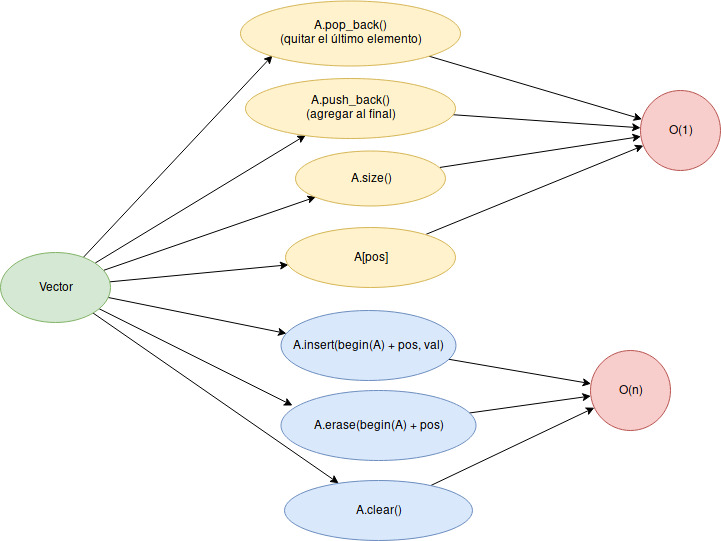 A.pop_back()
(quitar el último elemento)
A.push_back()
(agregar al final)
O(1)
A.size()
A[pos]
Vector
A.insert(begin(A) + pos, val)
O(n)
A.erase(begin(A) + pos)
A.clear()